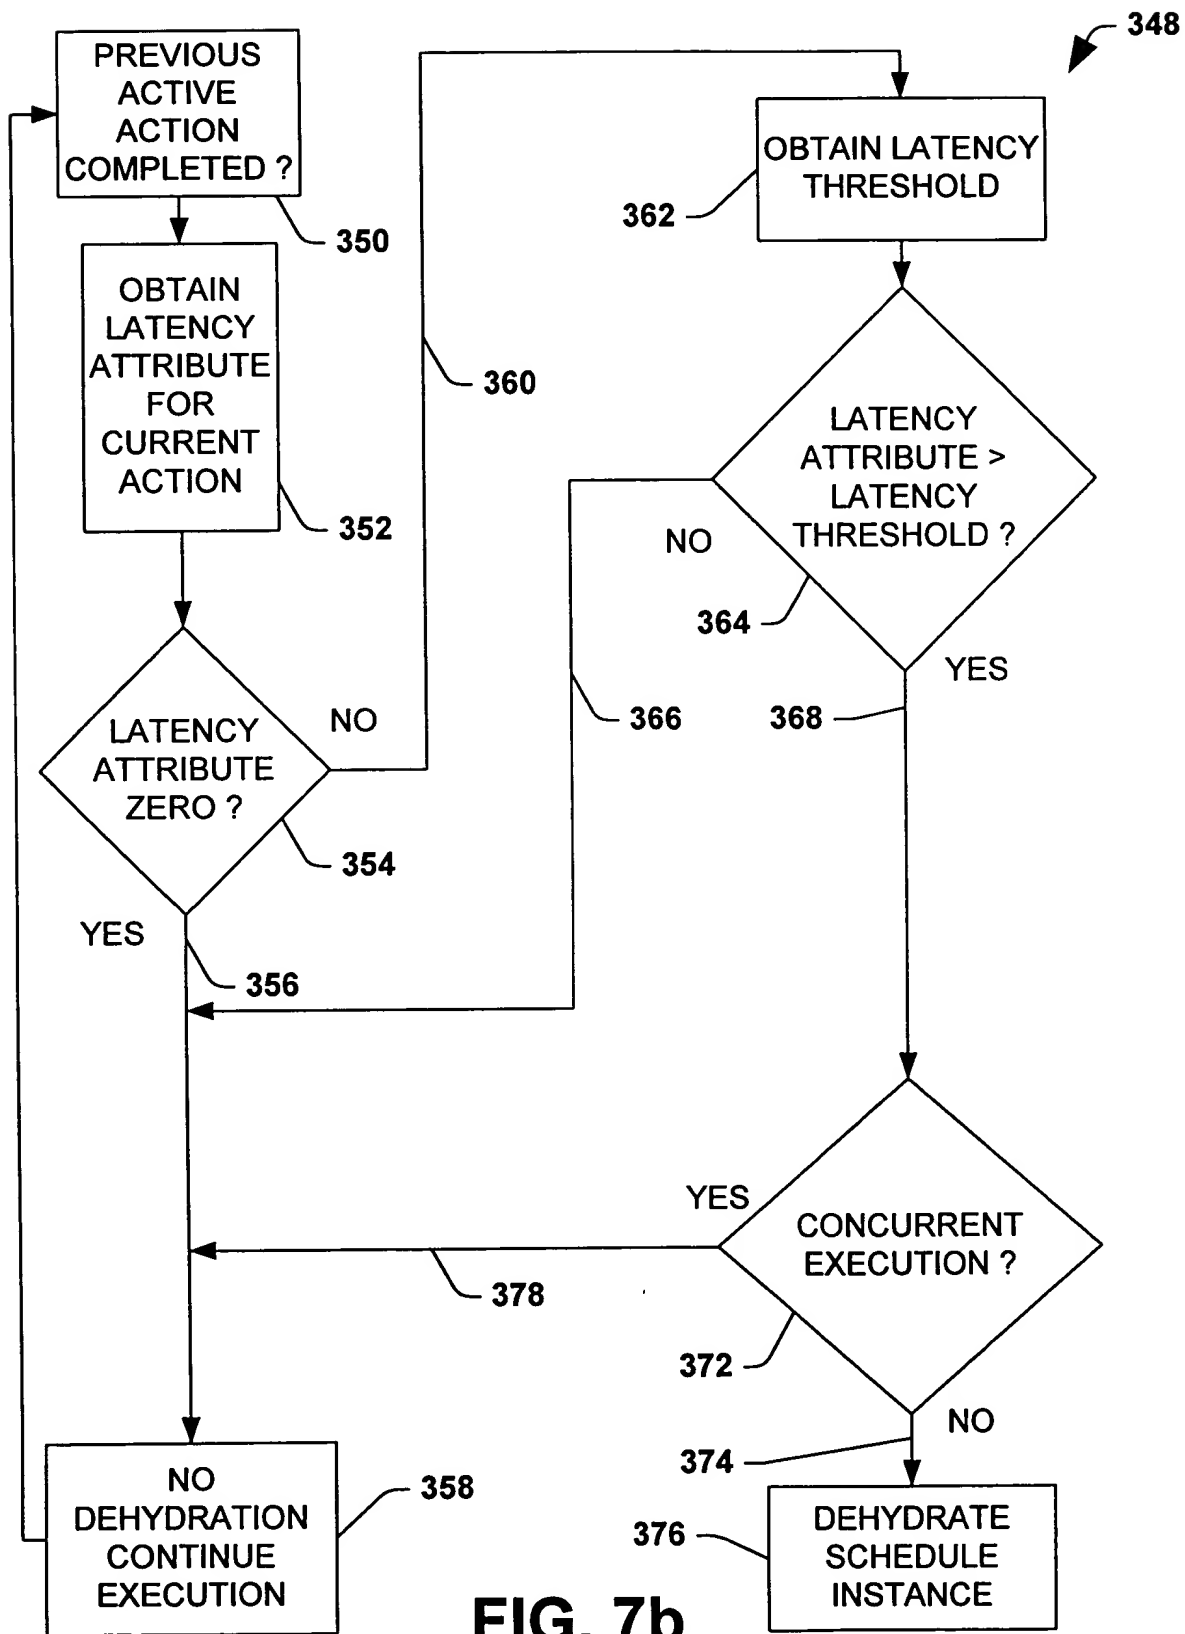 348
PREVIOUS
ACTIVE
ACTION
COMPLETED ?
350
OBTAIN
LATENCY
ATTRIBUTE
FOR
CURRENT
ACTION
352
LATENCY
ATTRIBUTE
ZERO ?
354
NO
360
YES
356
OBTAIN LATENCY
THRESHOLD
362
LATENCY
ATTRIBUTE >
LATENCY
THRESHOLD ?
364
NO
366
YES
368
CONCURRENT
EXECUTION ?
372
YES
378
NO
374
NO
DEHYDRATION
CONTINUE
EXECUTION
358
DEHYDRATE
SCHEDULE
INSTANCE
376
FIG. 7b